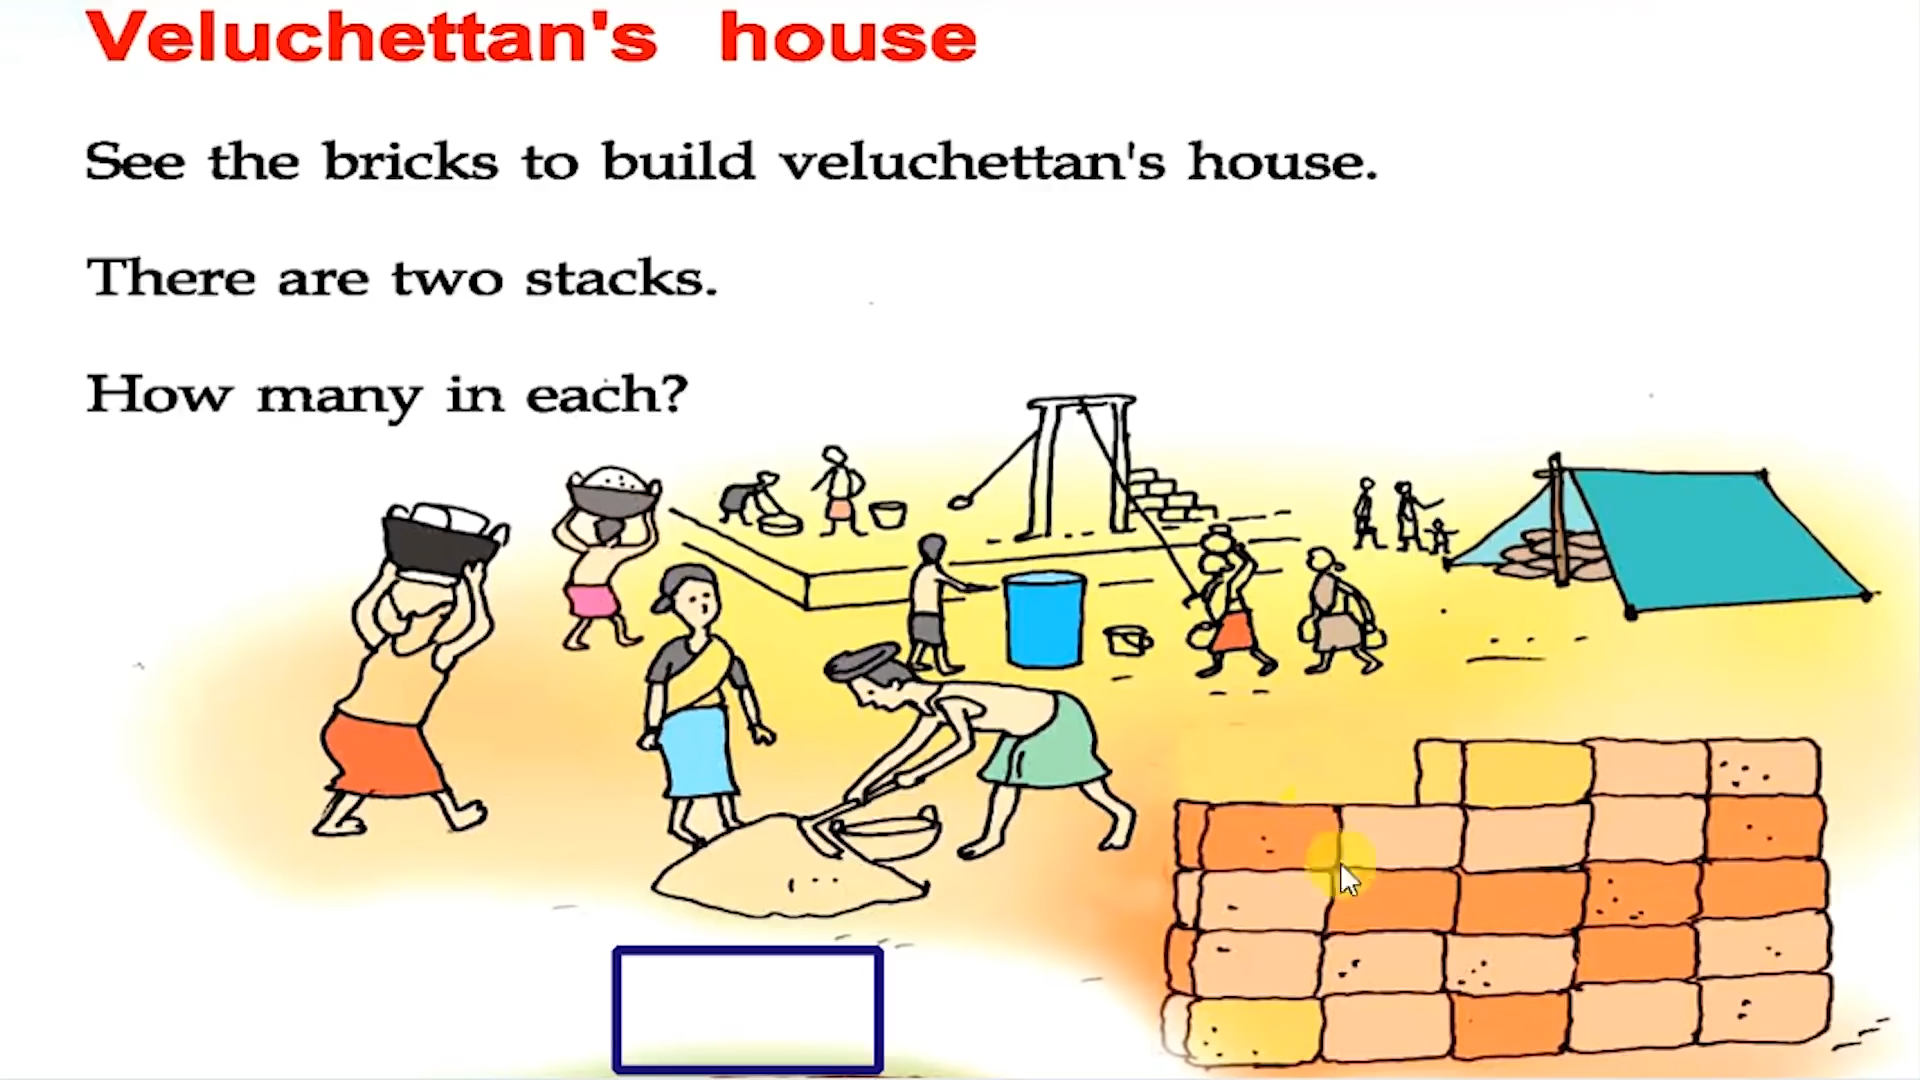 Veluchettan's house
See the bricks to build veluchettan's house.
There are two stacks.
How many in each?